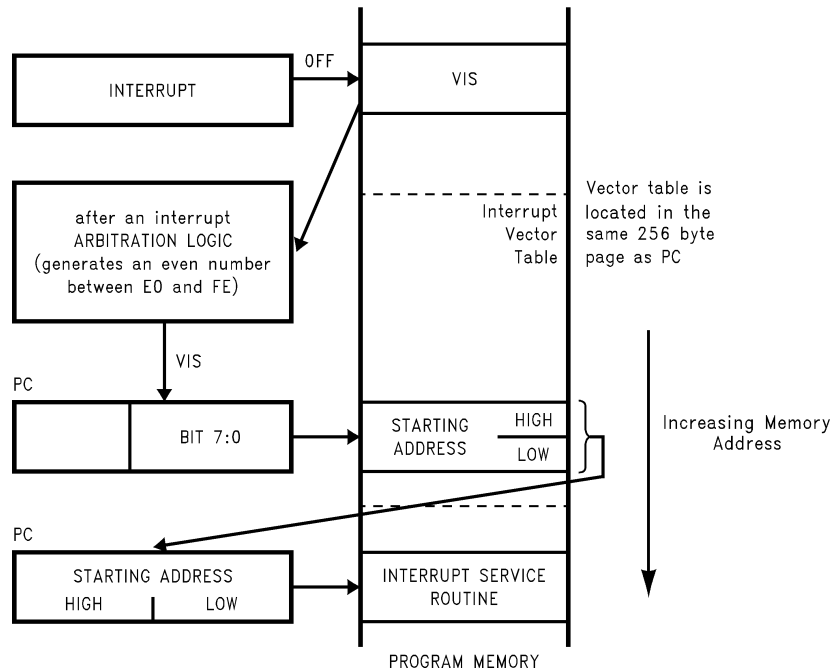 OFF
INTERRUPT
VIS
after an interrupt
ARBITRATION LOGIC
(generates an even number
between E0 and FE)
Interrupt
Vector
Table
Vector table is
located in the
same 256 byte
page as PC
VIS
PC
BIT 7:0
STARTING
ADDRESS
HIGH
LOW
Increasing Memory
Address
PC
STARTING ADDRESS
HIGH
LOW
INTERRUPT SERVICE
ROUTINE
PROGRAM MEMORY